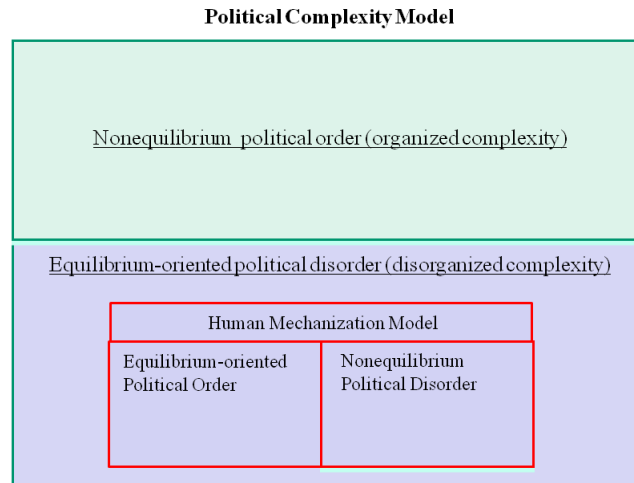 Political Complexity Model
Nonequilibrium political order (organized complexity)
Equilibrium-oriented political disorder (disorganized complexity)
Human Mechanization Model
Equilibrium-oriented
Political Order
Nonequilibrium
Political Disorder